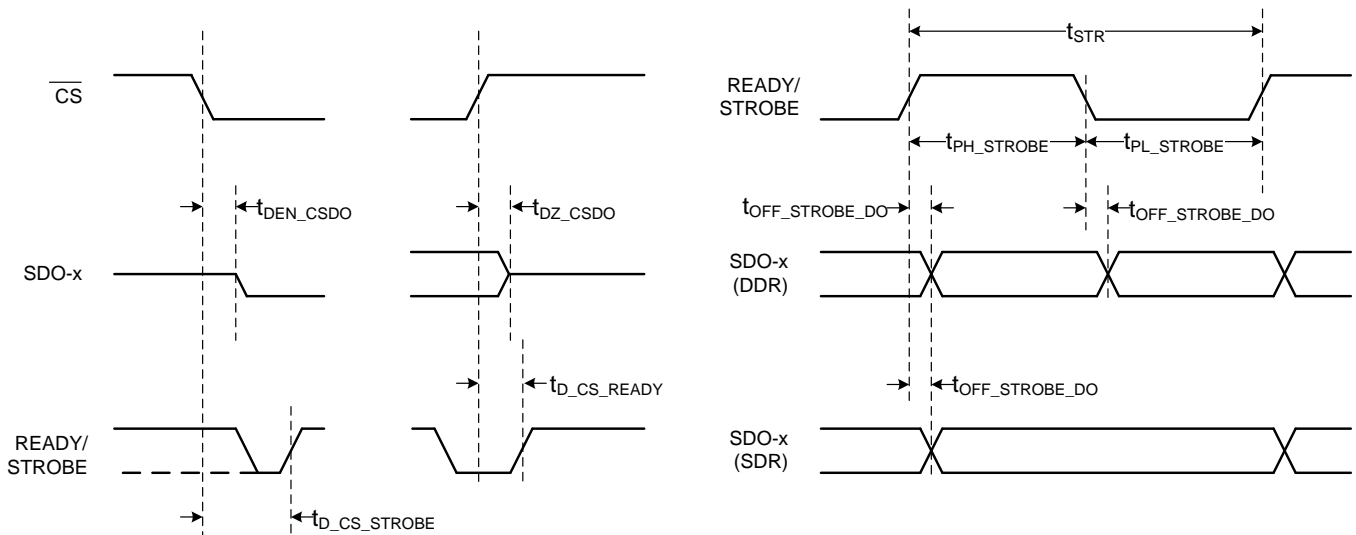 CS
t_DEN_CSDO
t_DZ_CSDO
SDO-x
t_D_CS_READY
READY/
STROBE
t_D_CS_STROBE
t_STR
READY/
STROBE
t_PH_STROBE
t_PL_STROBE
t_OFF_STROBE_DO
t_OFF_STROBE_DO
SDO-x
(DDR)
t_OFF_STROBE_DO
SDO-x
(SDR)